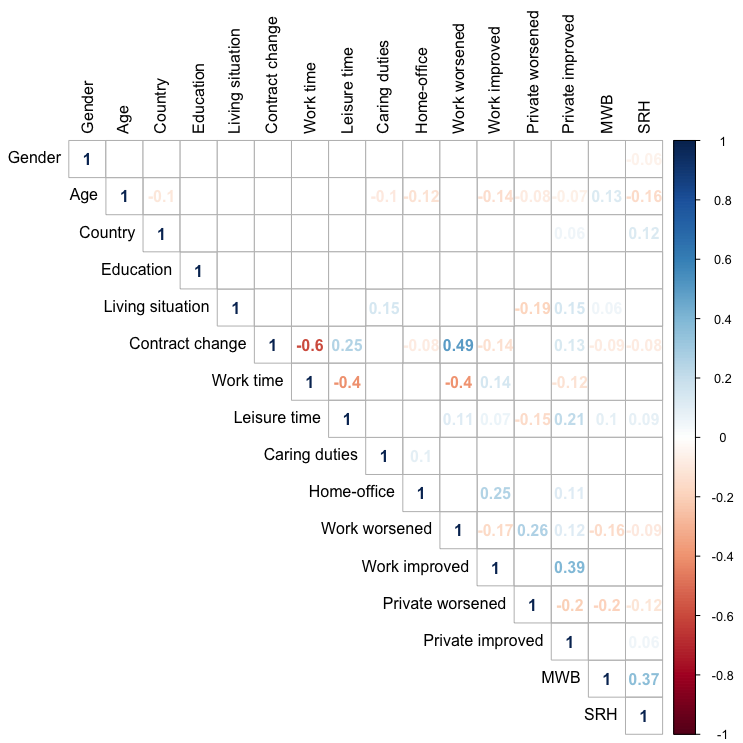 Gender
Age
Country
Education
Living situation
Contract change
Work time
Leisure time
Caring duties
Home-office
Work worsened
Work improved
Private worsened
Private improved
MWB
SRH
Gender 1 -0.06
Age 1 -0.1 -0.1 -0.12 -0.14 -0.08 -0.07 0.13 -0.16
Country 1 0.06 0.12
Education 1
Living situation 1 0.15 -0.19 0.15 0.06
Contract change 1 -0.6 0.25 -0.08 0.49 -0.14 0.13 -0.09 -0.08
Work time 1 -0.4 -0.4 0.14 -0.12
Leisure time 1 0.11 0.07 -0.15 0.21 0.1 0.09
Caring duties 1 0.1
Home-office 1 0.25 0.11
Work worsened 1 -0.17 0.26 0.12 -0.16 -0.09
Work improved 1 0.39
Private worsened 1 -0.2 -0.2 -0.12
Private improved 1 0.06
MWB 1 0.37
SRH 1
1
0.8
0.6
0.4
0.2
0
-0.2
-0.4
-0.6
-0.8
-1